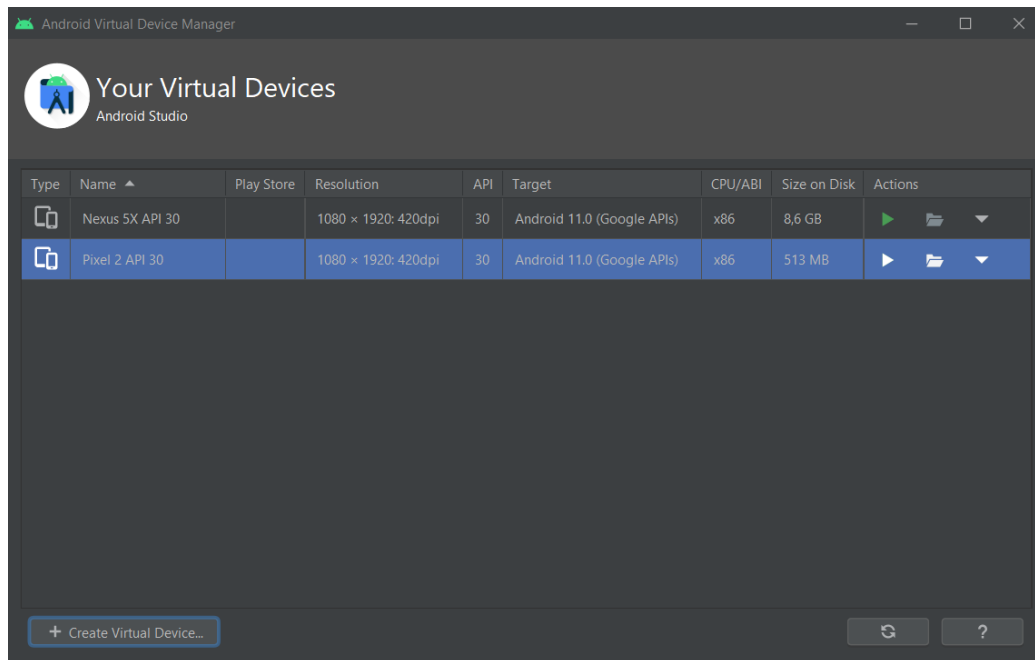 Android Virtual Device Manager
Your Virtual Devices
Android Studio
Type Name Play Store Resolution API Target CPU/ABI Size on Disk Actions
Nexus 5X API 30 1080 × 1920: 420dpi 30 Android 11.0 (Google APIs) x86 8,6 GB
Pixel 2 API 30 1080 × 1920: 420dpi 30 Android 11.0 (Google APIs) x86 513 MB
+ Create Virtual Device... ?